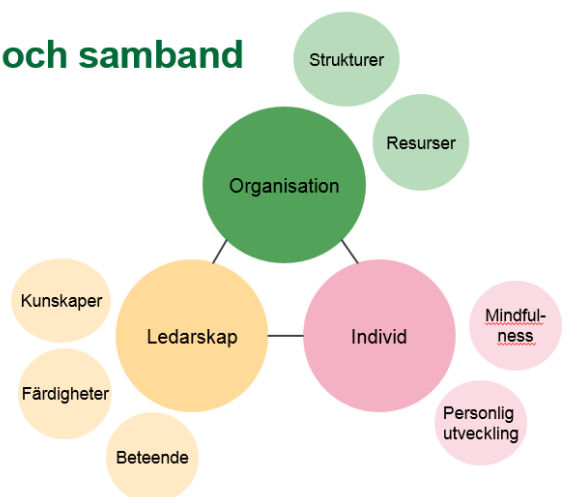 och samband
Strukturer
Resurser
Organisation
Kunskaper
Ledarskap
Individ
Mindful-
ness
Färdigheter
Personlig
utveckling
Beteende